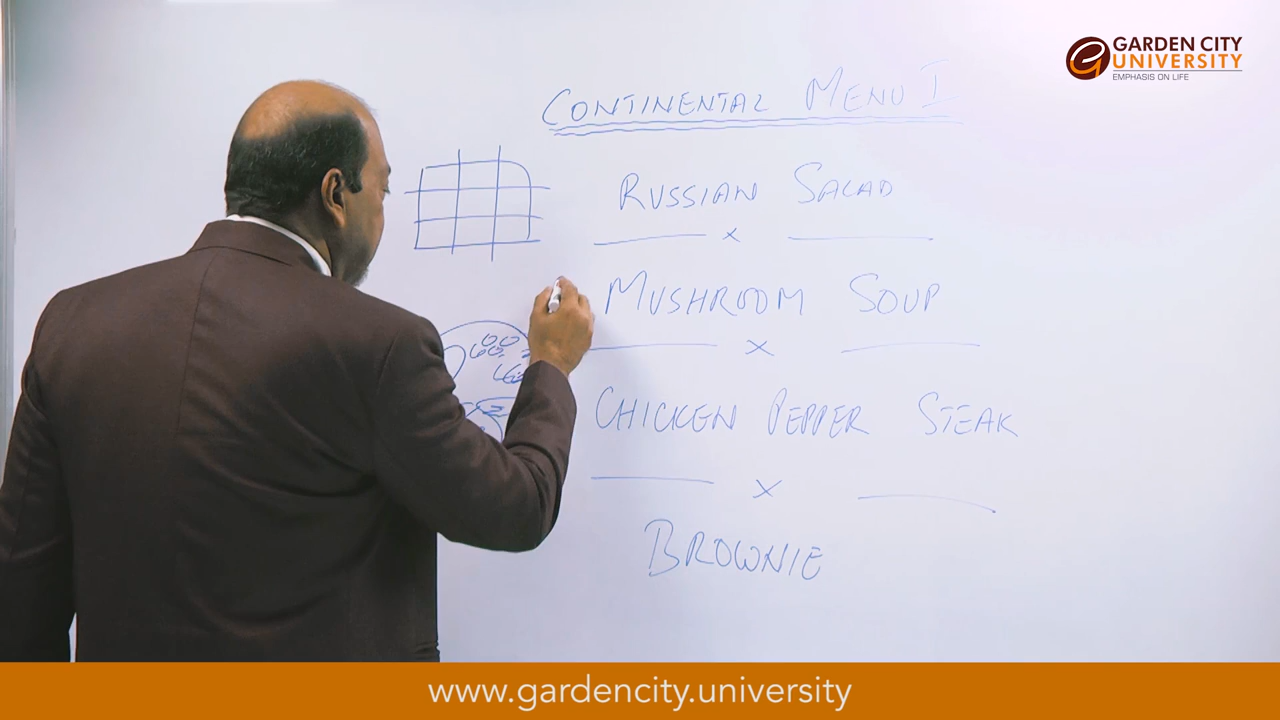 GARDEN CITY
UNIVERSITY
EMPHASIS ON LIFE
CONTINENTAL MENU I
RUSSIAN SALAD
x
MUSHROOM SOUP
x
CHICKEN PEPPER STEAK
x
BROWNIE
www.gardencity.university